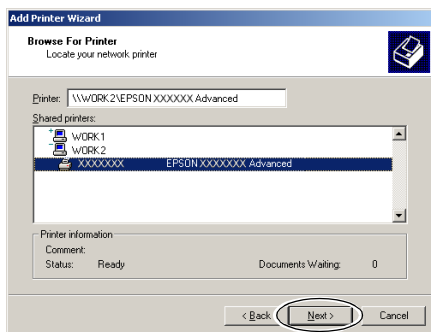 Add Printer Wizard
Browse For Printer
Locate your network printer
Printer: \\WORK2\EPSON XXXXXX Advanced
Shared printers:
WORK1
WORK2
XXXXXXX EPSON XXXXXXX Advanced
Printer information
Comment:
Status: Ready Documents Waiting: 0
< Back Next > Cancel